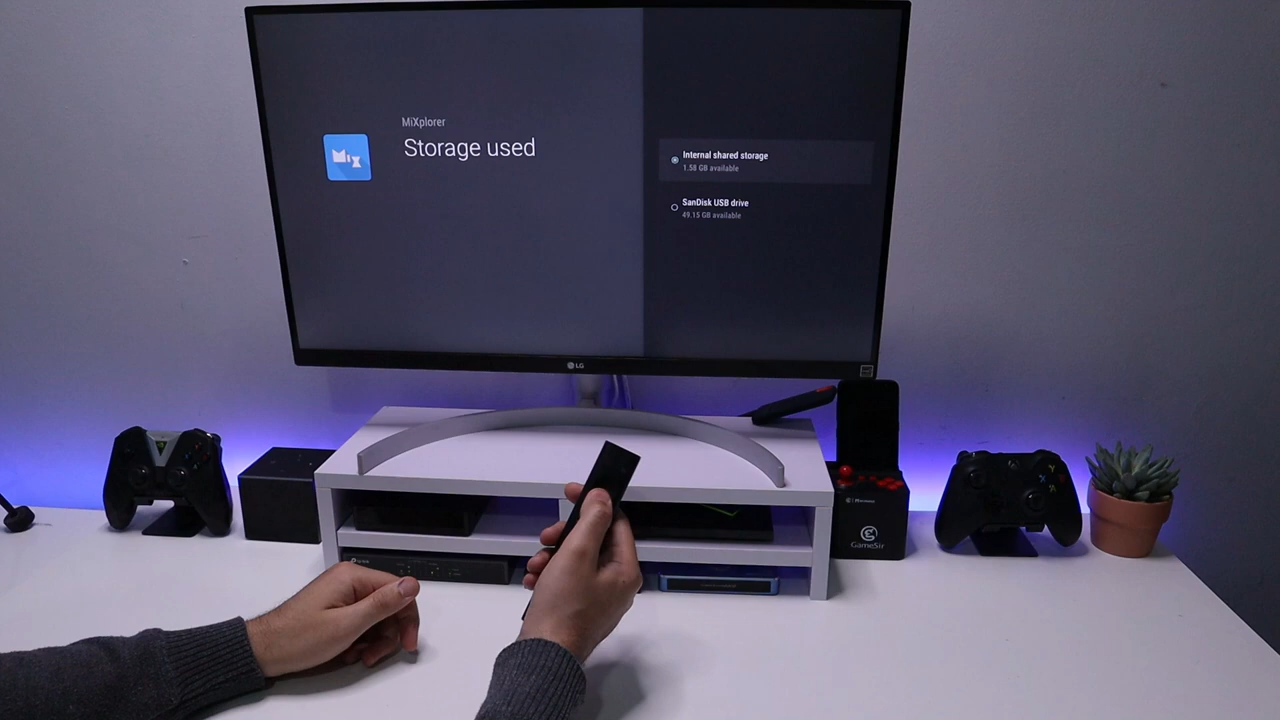 MiXplorer
Storage used
Internal shared storage
1.58 GB available
SanDisk USB drive
49.15 GB available
LG
GameSir